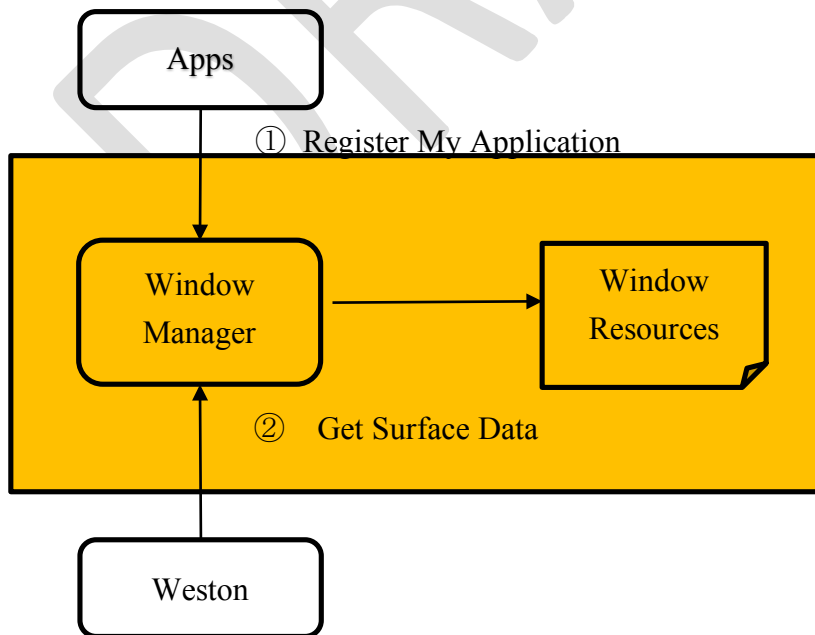 Apps
① Register My Application
Window
Manager
Window
Resources
② Get Surface Data
Weston